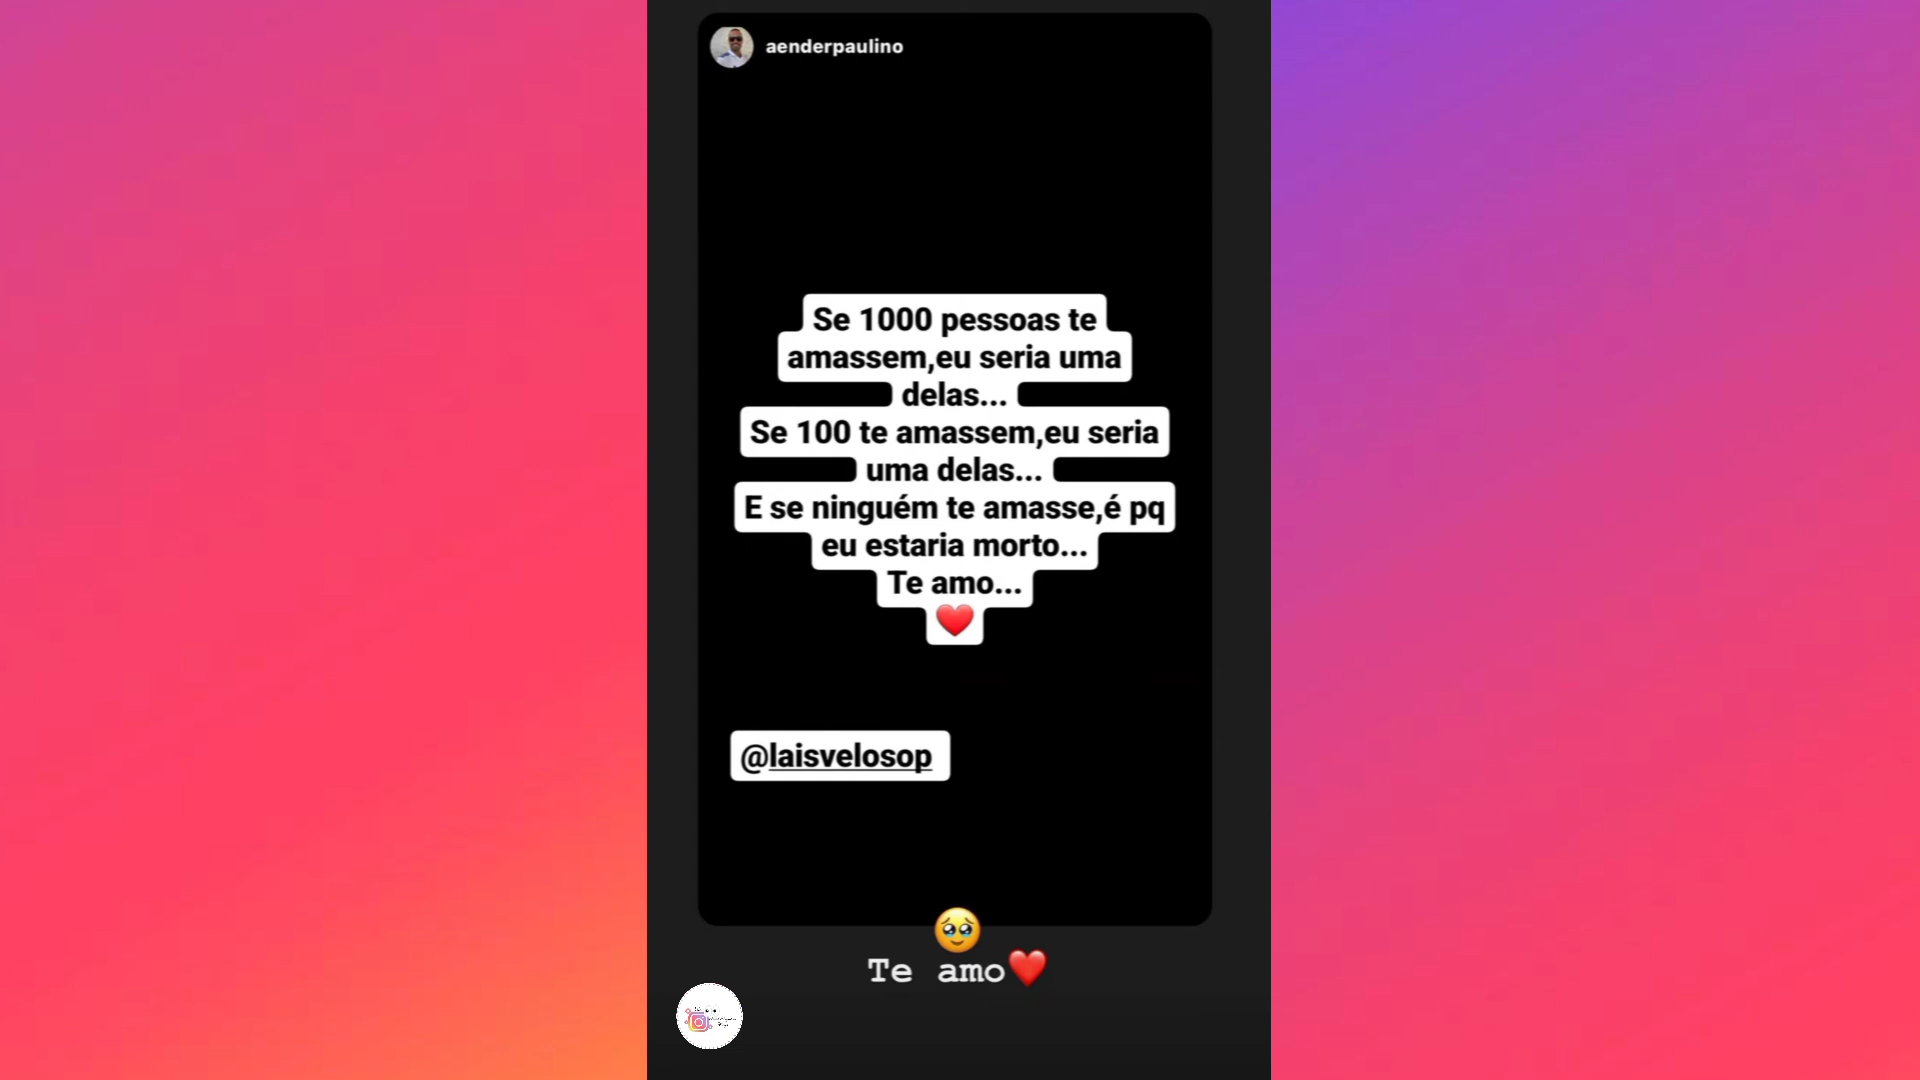 aenderpaulino
Se 1000 pessoas te
amassem,eu seria uma
delas...
Se 100 te amassem,eu seria
uma delas...
E se ninguém te amasse,é pq
eu estaria morto...
Te amo...
❤️
@laisvelosop
🥹
Te amo❤️